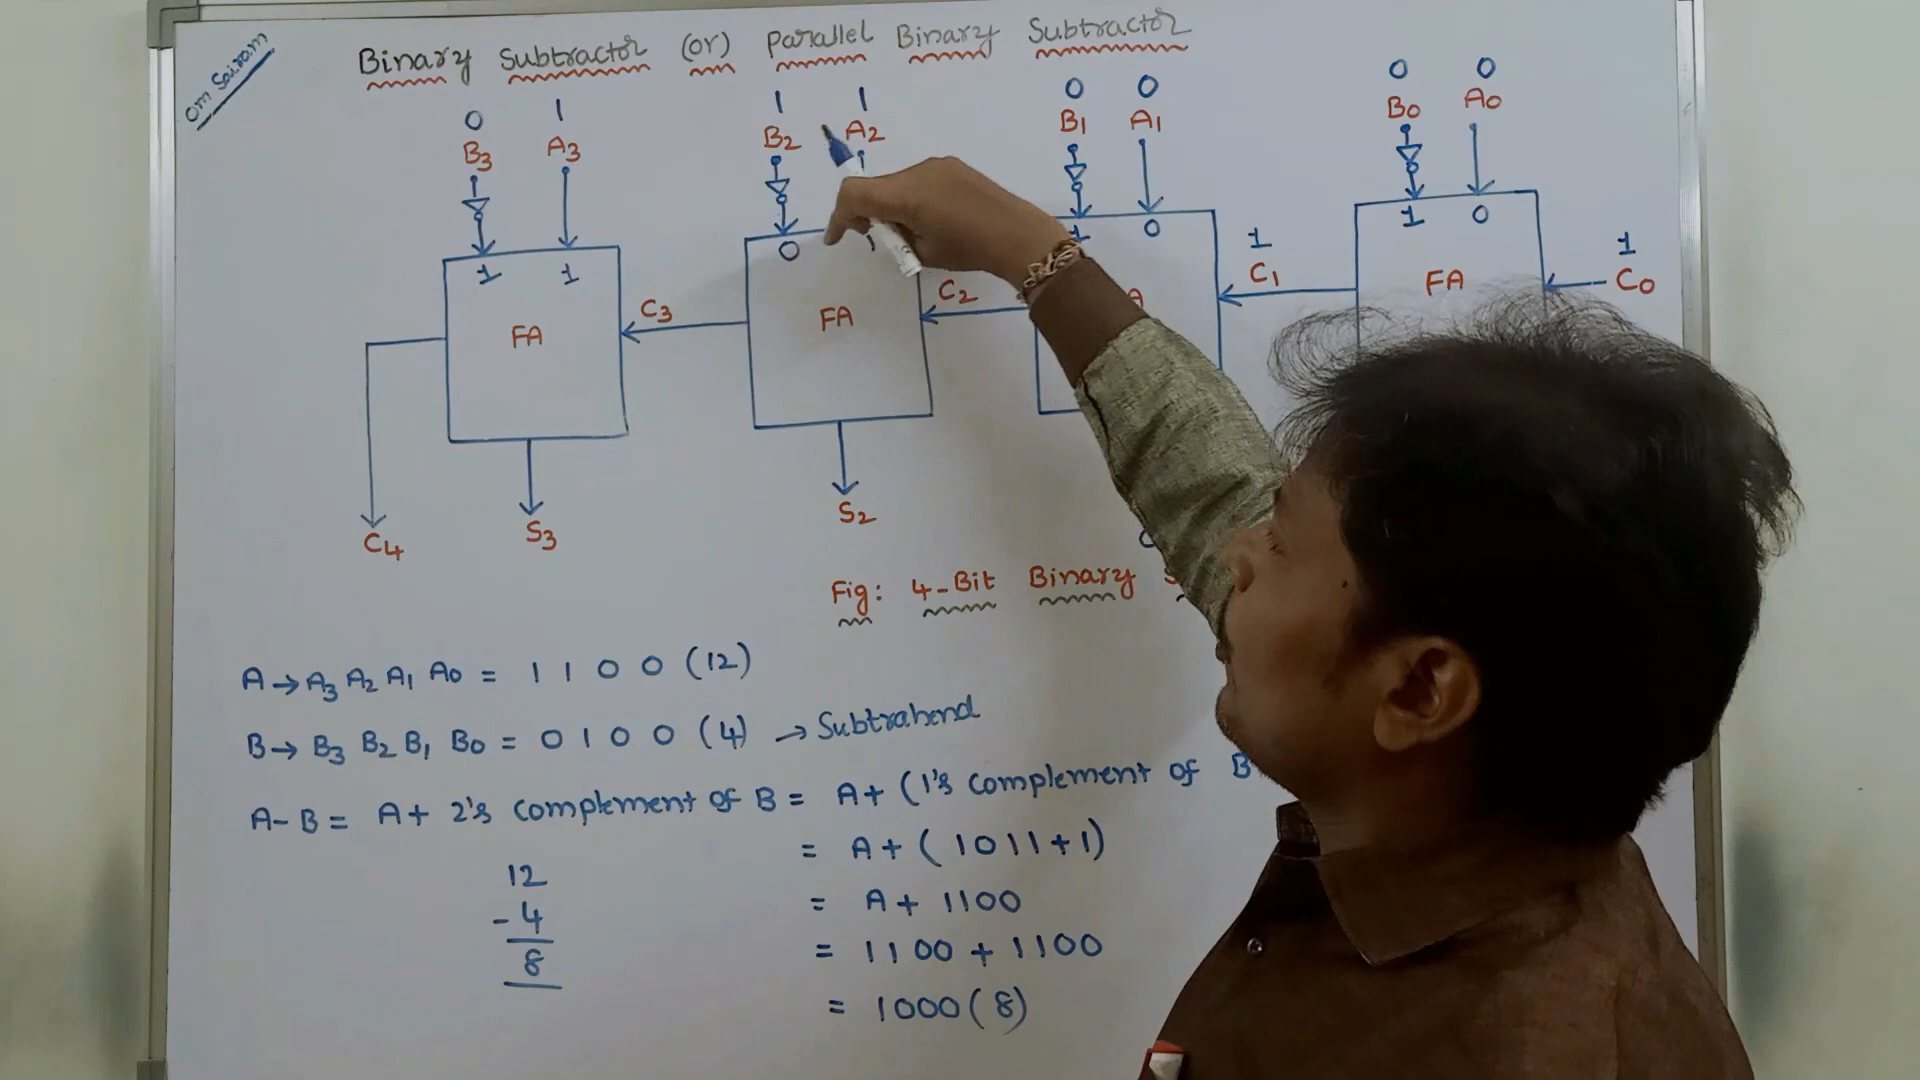 Om Sairam
Binary Subtractor (or) Parallel Binary Subtractor
0 1 1 1 0 0 0 0
B3 A3 B2 A2 B1 A1 B0 A0
1 1 0 1 1 0 1 0
1 1
FA C3 FA C2 A C1 FA C0
C4 S3 S2
Fig: 4-Bit Binary
A→A3 A2 A1 A0 = 1 1 0 0 (12)
B→ B3 B2 B1 B0 = 0 1 0 0 (4) → Subtrahend
A-B = A+ 2's complement of B = A+ (1's complement of B
= A+ (1011+1)
= A+ 1100
= 1100 + 1100
= 1000(8)
12
- 4
8